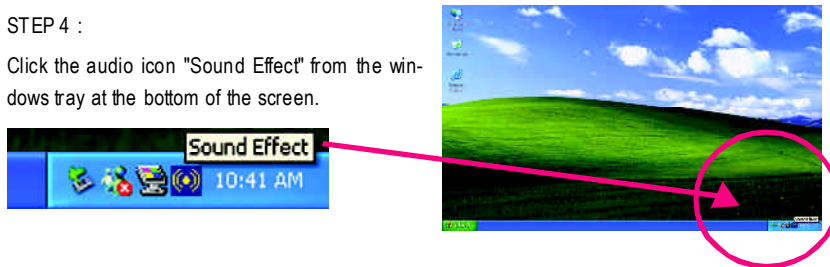 STEP 4 :
Click the audio icon "Sound Effect" from the win-
dows tray at the bottom of the screen.
Sound Effect
10:41 AM